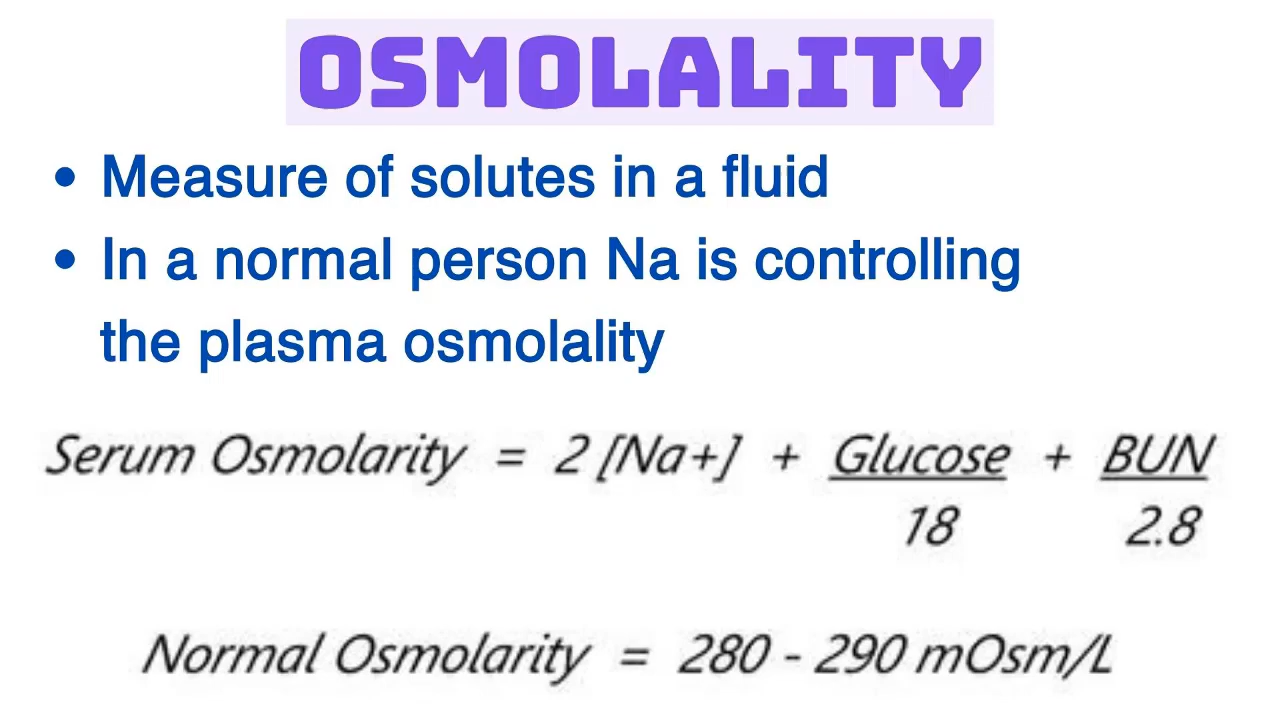 OSMOLALITY
• Measure of solutes in a fluid
• In a normal person Na is controlling
the plasma osmolality
Serum Osmolarity = 2 [Na+] + Glucose + BUN
18 2.8
Normal Osmolarity = 280 - 290 mOsm/L